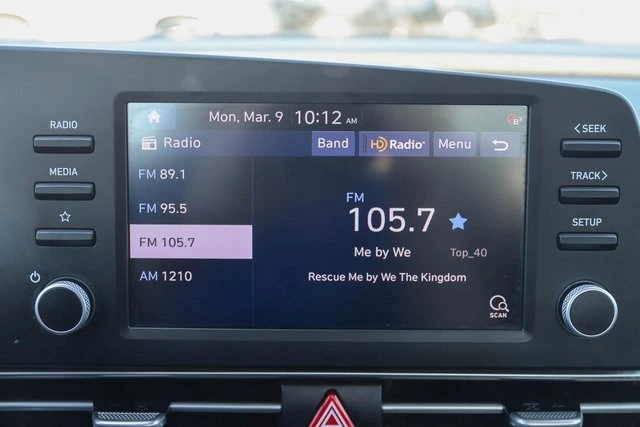 Mon, Mar. 9 10:12 AM
Radio Band HD Radio Menu
RADIO
MEDIA
FM 89.1
FM 95.5
FM 105.7
AM 1210
FM
105.7
Me by We Top_40
Rescue Me by We The Kingdom
SCAN
<SEEK
TRACK>
SETUP